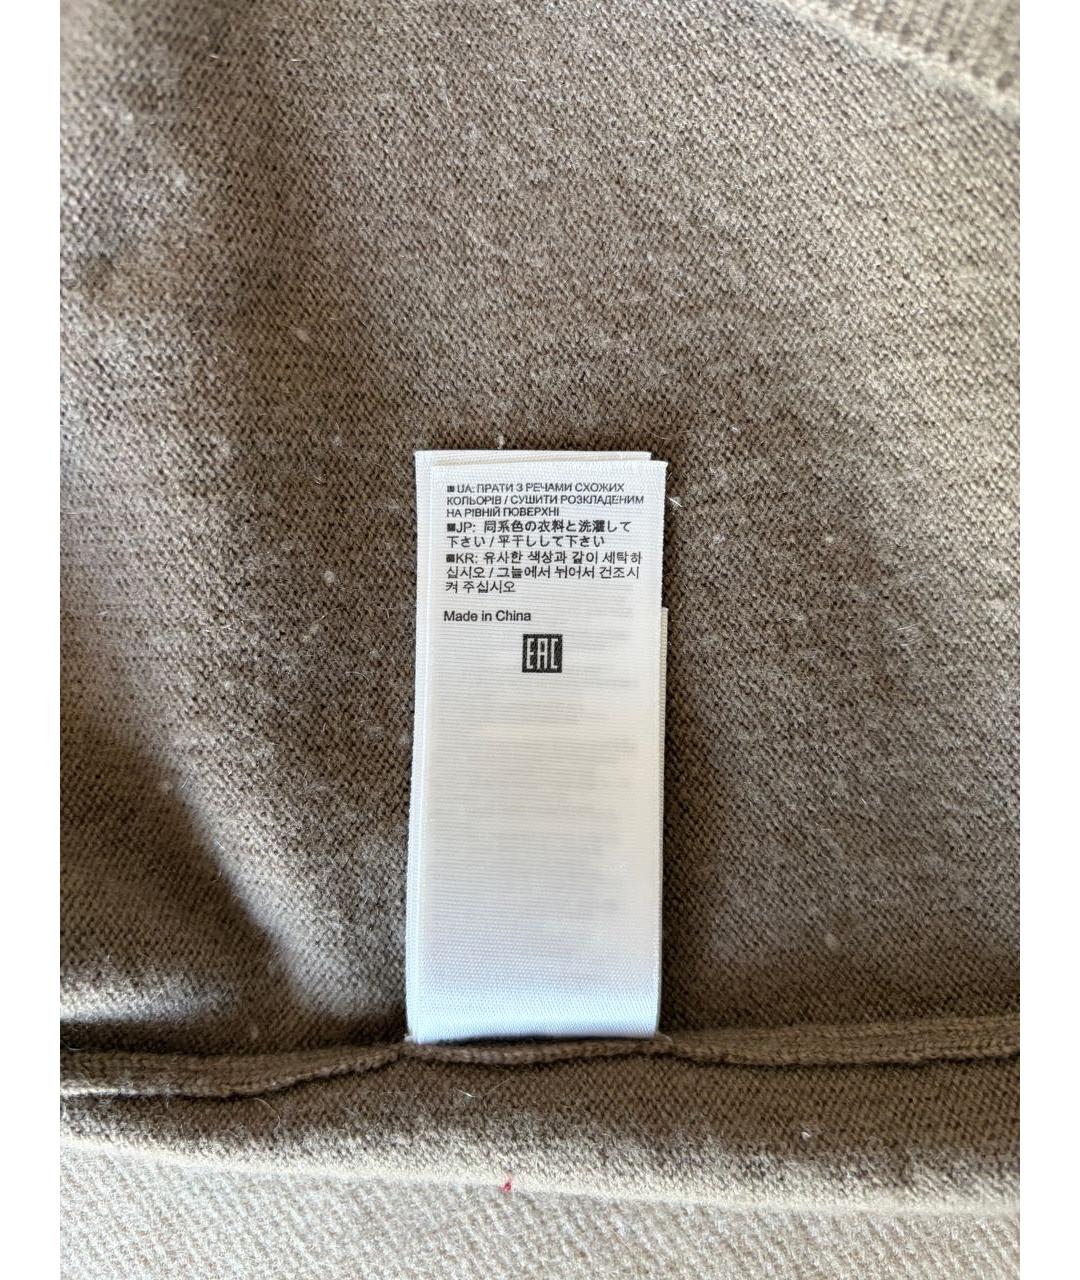 ■UA: ПРАТИ З РЕЧАМИ СХОЖИХ
КОЛЬОРІВ / СУШИТИ РОЗКЛАДЕНИМ
НА РІВНІЙ ПОВЕРХНІ
■JP: 同系色の衣料と洗濯して
下さい / 平干しして下さい
■KR: 유사한 색상과 같이 세탁하
십시오 / 그늘에서 뉘어서 건조시
켜 주십시오
Made in China
EAC